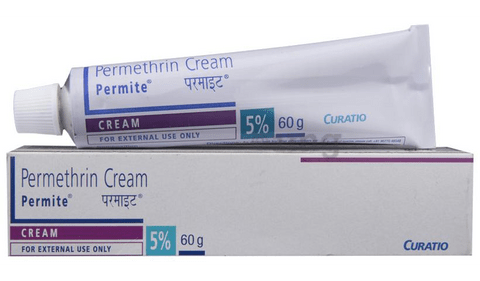 Permethrin Cream
Permite® परमाइट®
CREAM
FOR EXTERNAL USE ONLY
5% 60 g
CURATIO
Permethrin Cream
Permite® परमाइट®
CREAM
FOR EXTERNAL USE ONLY
5% 60 g
CURATIO